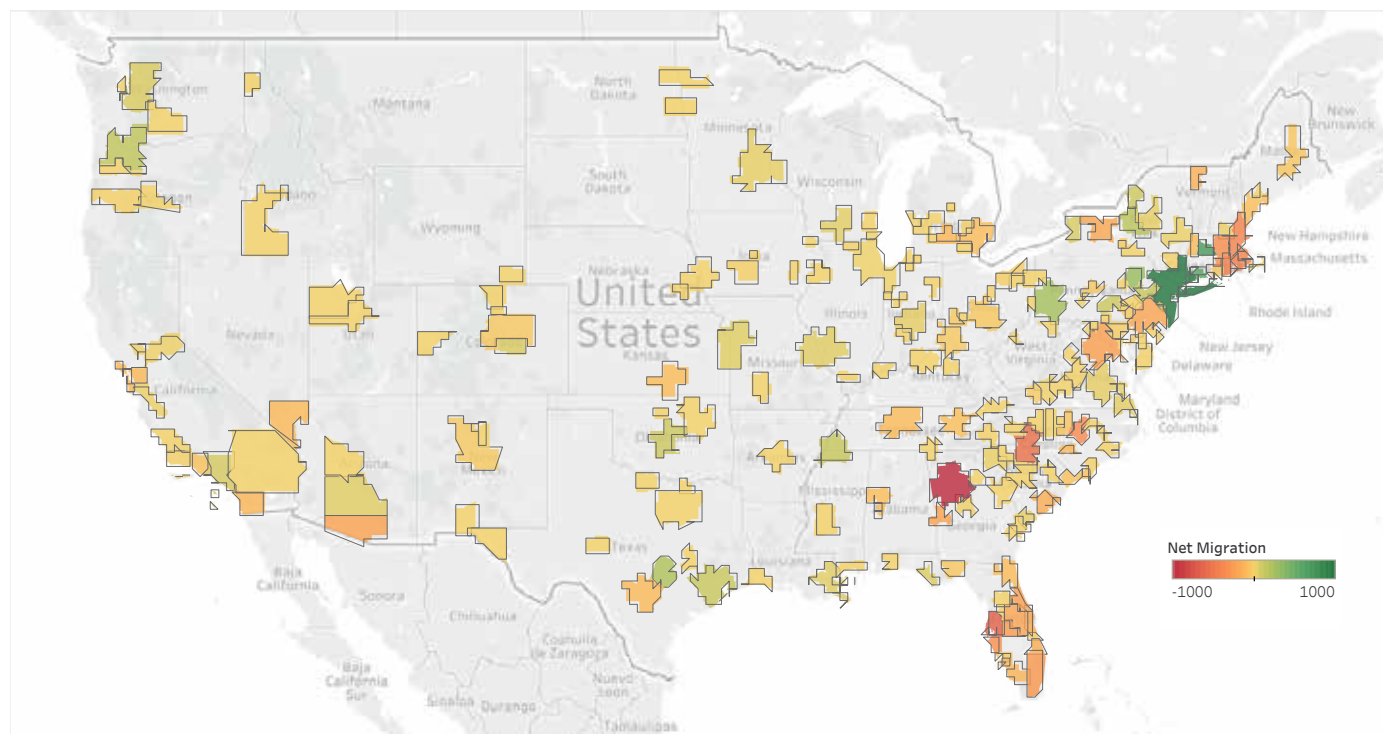 North
Dakota
Montana
Minnesota
New
Brunswick
South
Dakota
Wisconsin
Vermont
Wyoming
New Hampshire
Massachusetts
Nebraska
United
States
Illinois
Rhode Island
Nevada
Utah
Kansas
Missouri
West
Virginia
New Jersey
Delaware
California
Kentucky
Maryland
District of
Columbia
Mississippi
Alabama
Georgia
Texas
Louisiana
Net Migration
-1000
1000
Baja
California
Sonora
Chihuahua
Coahuila
de Zaragoza
Baja
California
Sur
Nuevo
León
Sinaloa
Durango
Tamaulipas